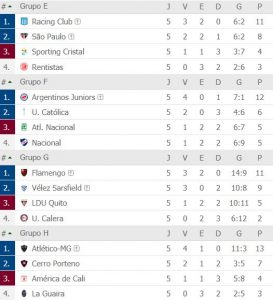 # Grupo E J V E D G P
1. Racing Club 5 3 2 0 6:2 11
2. São Paulo 5 2 2 1 6:2 8
3. Sporting Cristal 5 1 1 3 3:7 4
4. Rentistas 5 0 3 2 2:6 3
# Grupo F J V E D G P
1. Argentinos Juniors 5 4 0 1 7:1 12
2. U. Católica 5 2 0 3 4:6 6
3. Atl. Nacional 5 1 2 2 6:7 5
4. Nacional 5 1 2 2 6:9 5
# Grupo G J V E D G P
1. Flamengo 5 3 2 0 14:9 11
2. Vélez Sarsfield 5 3 0 2 10:8 9
3. LDU Quito 5 1 2 2 10:11 5
4. U. Calera 5 0 2 3 6:12 2
# Grupo H J V E D G P
1. Atlético-MG 5 4 1 0 11:3 13
2. Cerro Porteno 5 2 1 2 3:5 7
3. América de Cali 5 1 1 3 5:8 4
4. La Guaira 5 0 3 2 2:5 3